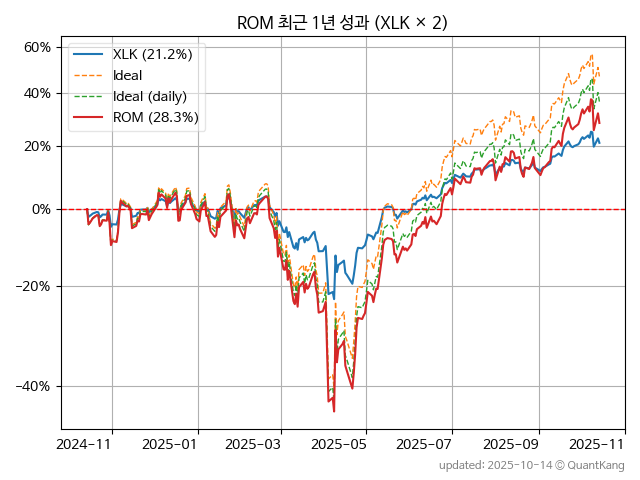 ROM 최근 1년 성과 (XLK × 2)
XLK (21.2%)
Ideal
Ideal (daily)
ROM (28.3%)
60%
40%
20%
0%
−20%
−40%
2024−11
2025−01
2025−03
2025−05
2025−07
2025−09
2025−11
updated: 2025-10-14 © QuantKang